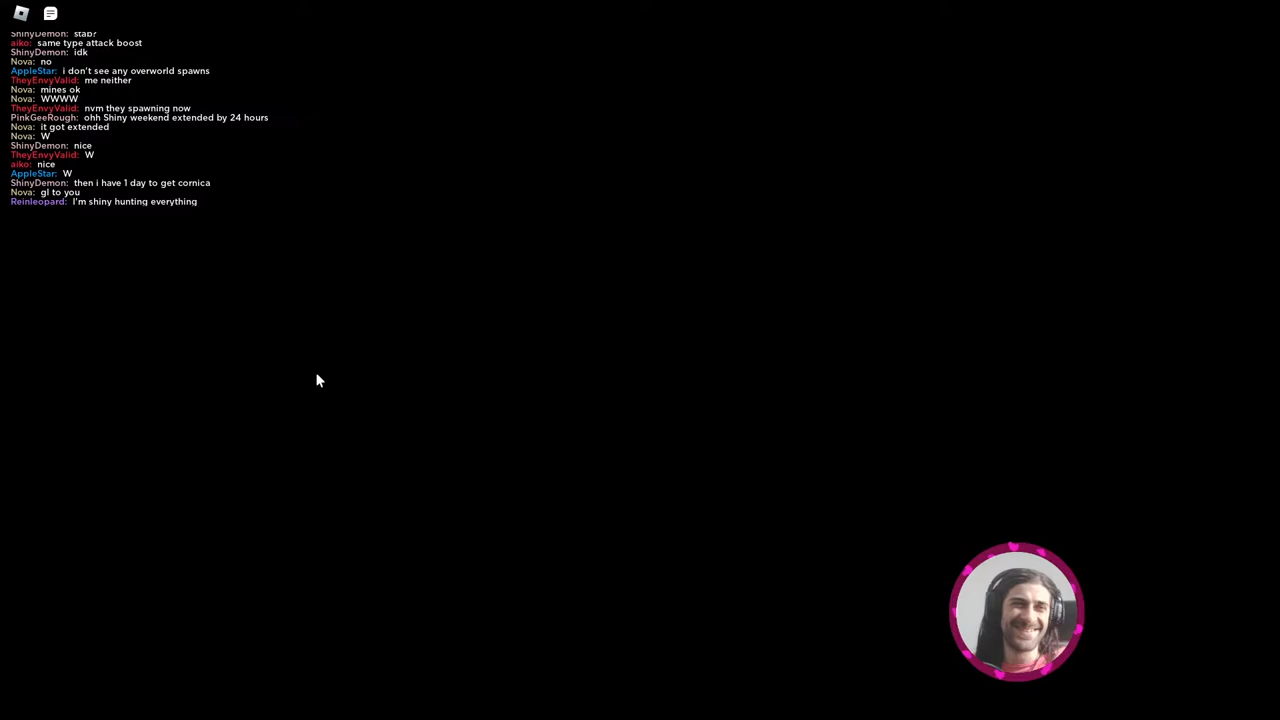 ShinyDemon: stab?
aiko: same type attack boost
ShinyDemon: idk
Nova: no
AppleStar: i don't see any overworld spawns
TheyEnvyValid: me neither
Nova: mines ok
Nova: WWWW
TheyEnvyValid: nvm they spawning now
PinkGeeRough: ohh Shiny weekend extended by 24 hours
Nova: it got extended
Nova: W
ShinyDemon: nice
TheyEnvyValid: W
aiko: nice
AppleStar: W
ShinyDemon: then i have 1 day to get cornica
Nova: gl to you
Reinleopard: I'm shiny hunting everything